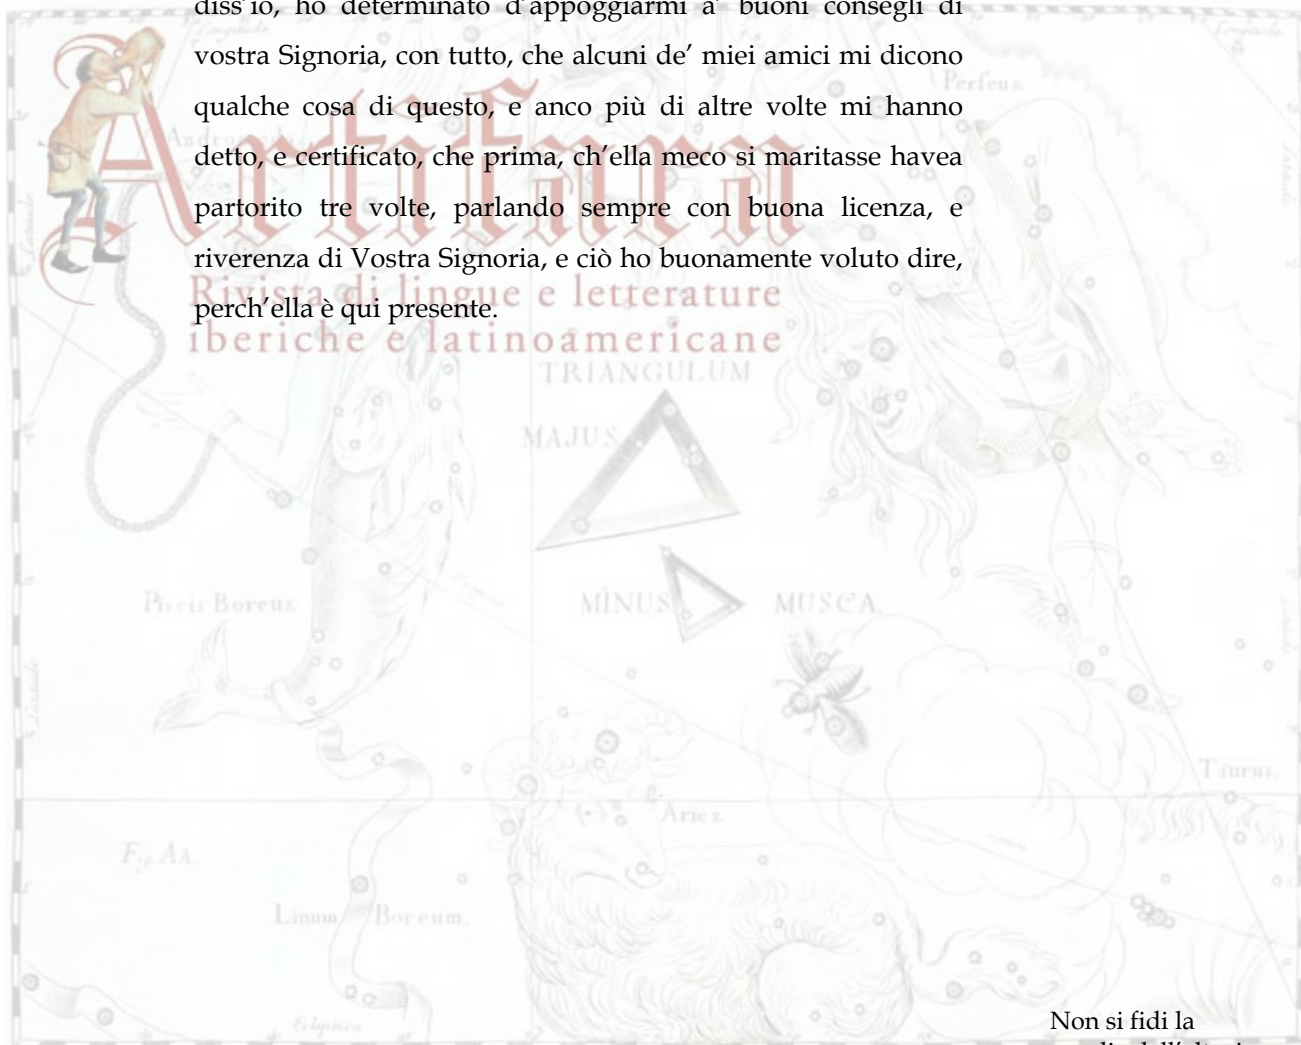 diss'io, ho determinato d'appoggiarmi a' buoni consegli di
vostra Signoria, con tutto, che alcuni de' miei amici mi dicono
qualche cosa di questo, e anco più di altre volte mi hanno
detto, e certificato, che prima, ch'ella meco si maritasse havea
partorito tre volte, parlando sempre con buona licenza, e
riverenza di Vostra Signoria, e ciò ho buonamente voluto dire,
perch'ella è qui presente.
Artifara
Rivista di lingue e letterature
iberiche e latinoamericane
Perseus.
TRIANGULUM
MAJUS
Piscis Boreus.
MINUS
MUSCA
Taurus.
Aries.
Fig. AA.
Linum Boreum.
Ecliptica
Non si fidi la